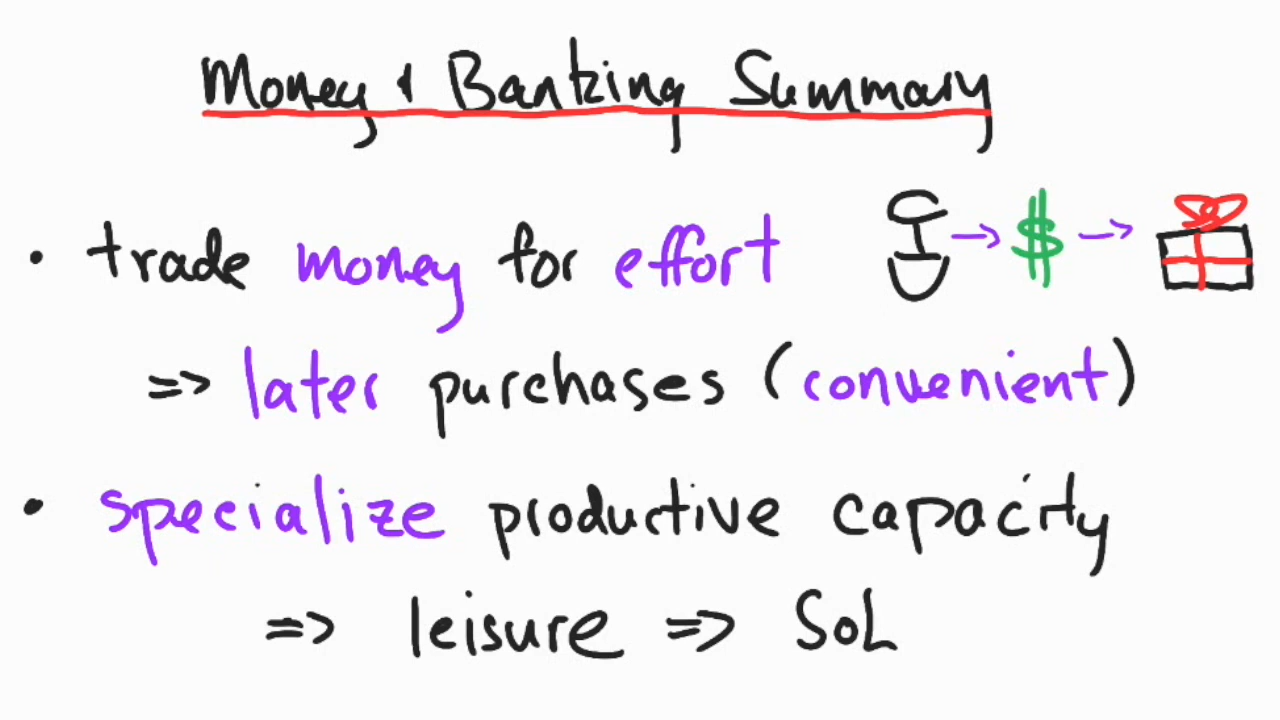 Money & Banking Summary
• trade money for effort → $ →
=> later purchases (convenient)
• specialize productive capacity
=> leisure => SoL